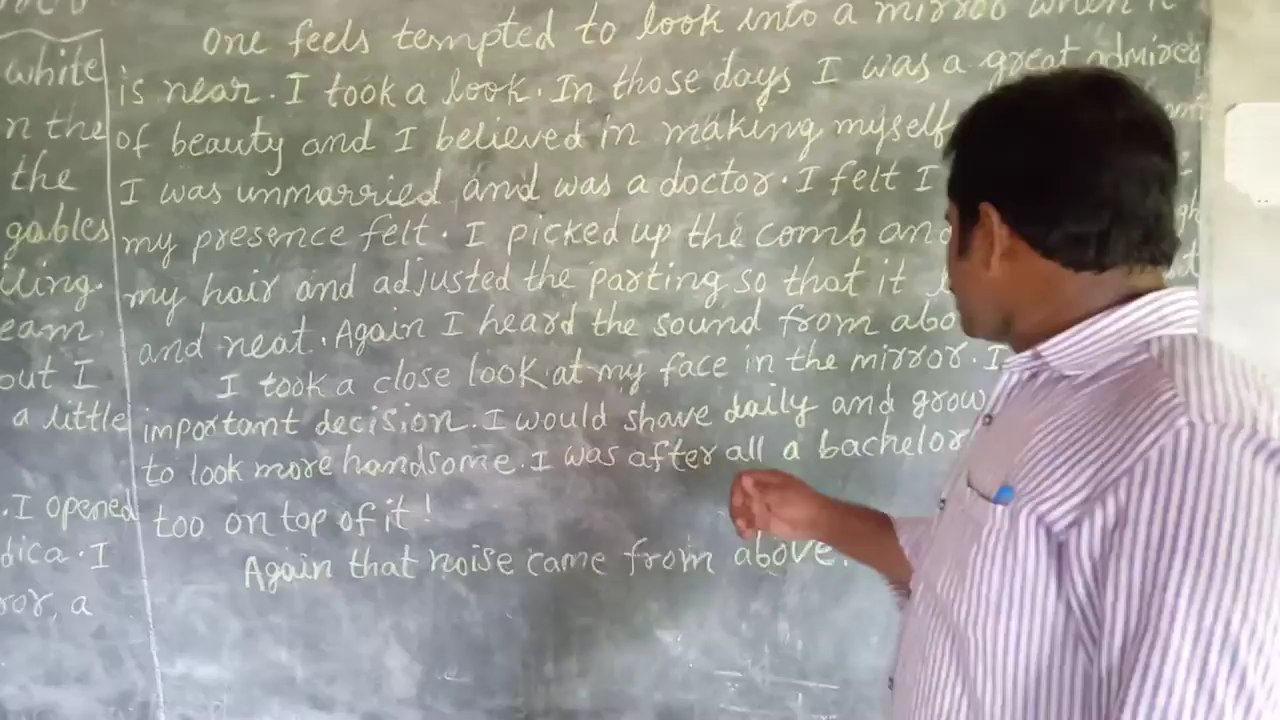 white
n the
the
gables
iling.
eam.
out I
a little
. I opened
dica. I
ror, a
One feels tempted to look into a mirror when it
is near. I took a look. In those days I was a great admirer
of beauty and I believed in making myself
I was unmarried and was a doctor. I felt I
my presence felt. I picked up the comb and
my hair and adjusted the parting so that it
and neat. Again I heard the sound from abo
I took a close look at my face in the mirror. I
important decision. I would shave daily and grow
to look more handsome. I was after all a bachelor
too on top of it!
Again that noise came from above.